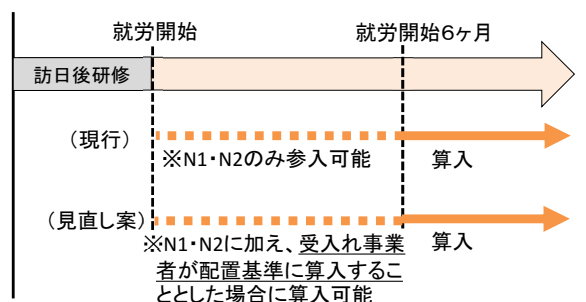 就労開始
就労開始6ヶ月
訪日後研修
（現行）
※N1・N2のみ参入可能
算入
（見直し案）
※N1・N2に加え、受入れ事業
者が配置基準に算入するこ
ととした場合に算入可能
算入